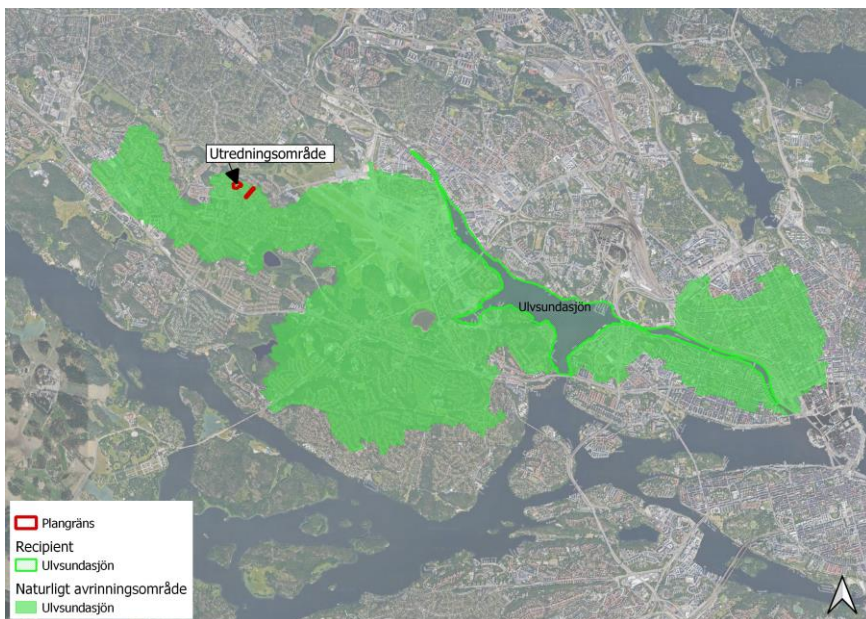 Utredningsområde
Ulvsundasjön
Plangräns
Recipient
Ulvsundasjön
Naturligt avrinningsområde
Ulvsundasjön